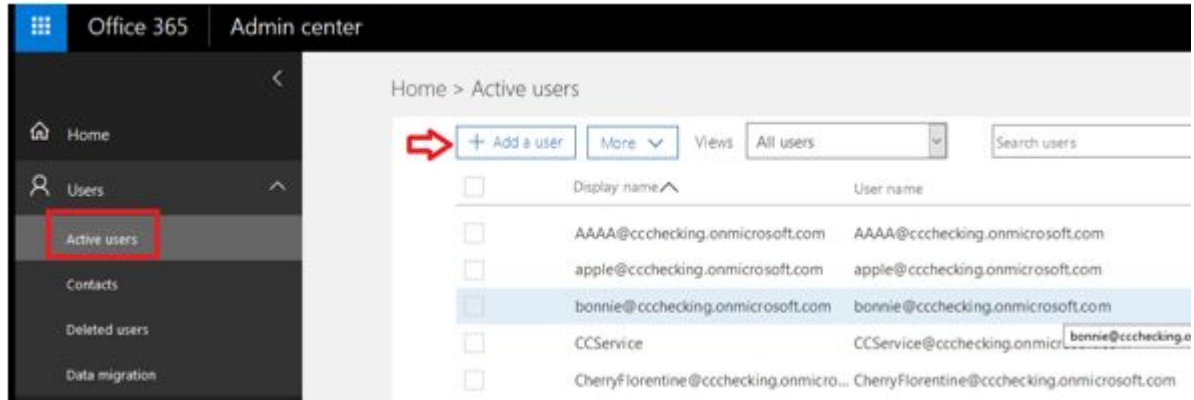 Office 365 Admin center
Home > Active users
Home
+ Add a user More Views All users Search users
Users
Display name User name
Active users
AAAA@ccchecking.onmicrosoft.com AAAA@ccchecking.onmicrosoft.com
apple@ccchecking.onmicrosoft.com apple@ccchecking.onmicrosoft.com
Contacts
bonnie@ccchecking.onmicrosoft.com bonnie@ccchecking.onmicrosoft.com
Deleted users
bonnie@ccchecking.o
CCService CCService@ccchecking.onmicr
Data migration
CherryFlorentine@ccchecking.onmicro... CherryFlorentine@ccchecking.onmicrosoft.com